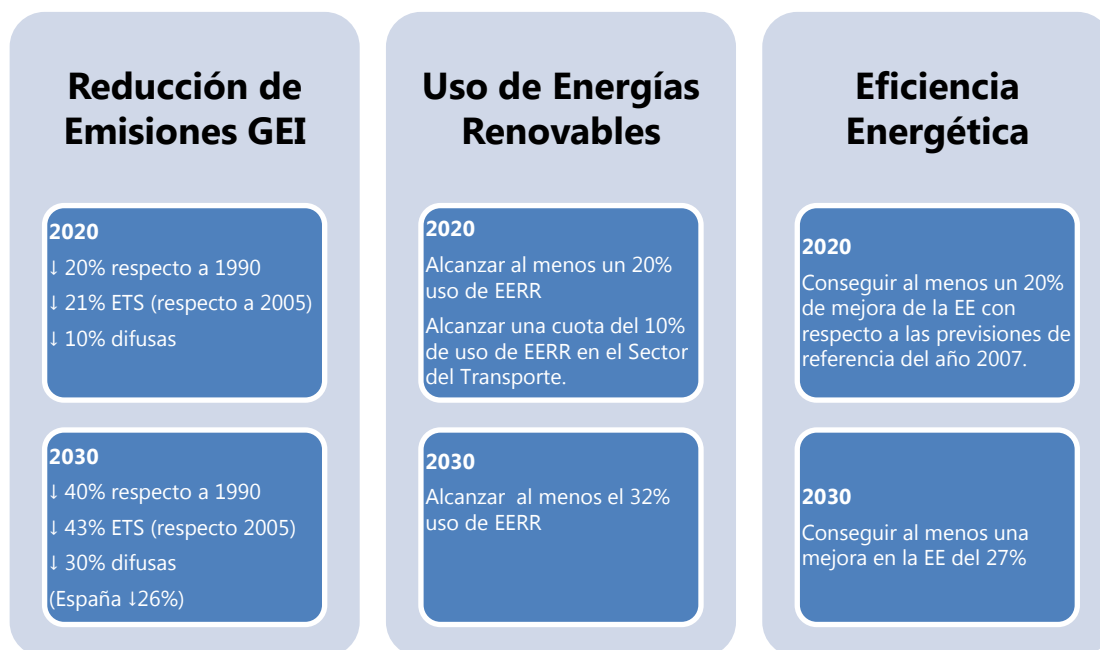 Reducción de
Emisiones GEI
2020
↓ 20% respecto a 1990
↓ 21% ETS (respecto a 2005)
↓ 10% difusas
2030
↓ 40% respecto a 1990
↓ 43% ETS (respecto 2005)
↓ 30% difusas
(España ↓26%)
Uso de Energías
Renovables
2020
Alcanzar al menos un 20%
uso de EERR
Alcanzar una cuota del 10%
de uso de EERR en el Sector
del Transporte.
2030
Alcanzar al menos el 32%
uso de EERR
Eficiencia
Energética
2020
Conseguir al menos un 20%
de mejora de la EE con
respecto a las previsiones de
referencia del año 2007.
2030
Conseguir al menos una
mejora en la EE del 27%